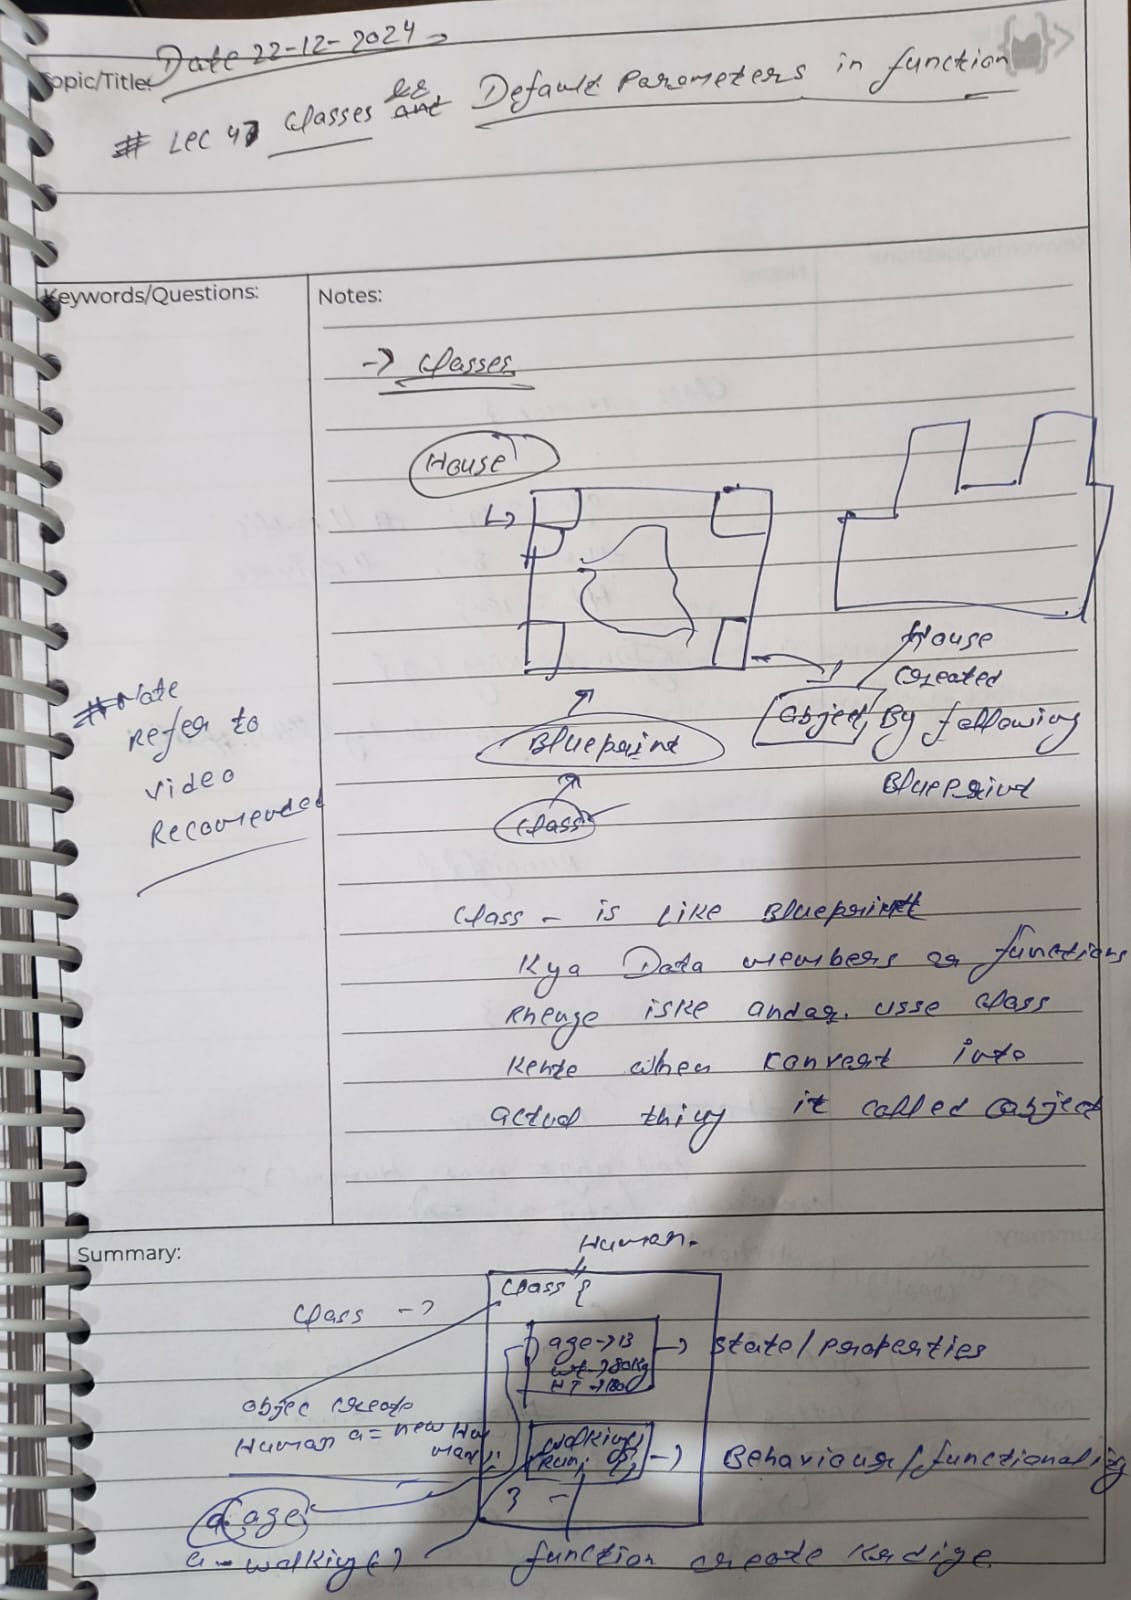 Date 22-12-2024
Topic/Title:
# Lec 47 Classes && Default Parameters in function
Keywords/Questions:
Notes:
-> Classes
House
House
Created
Object, By following
Blueprint
Blueprint
Class
# Note
Refer to
video
Recomended
Class - is like Blueprint
Kya Data members or functions
rhenge iske andar. usse class
kehte when convert into
actual thing it called object
Summary:
Human
Class ->
Class {
age -> 13
wt -> 80kg
HT -> 180
-> State/properties
objec create
Human a = new Human
walking,
Run,
-> Behaviour/functionality
}
a.age
a-walking()
function create krdige